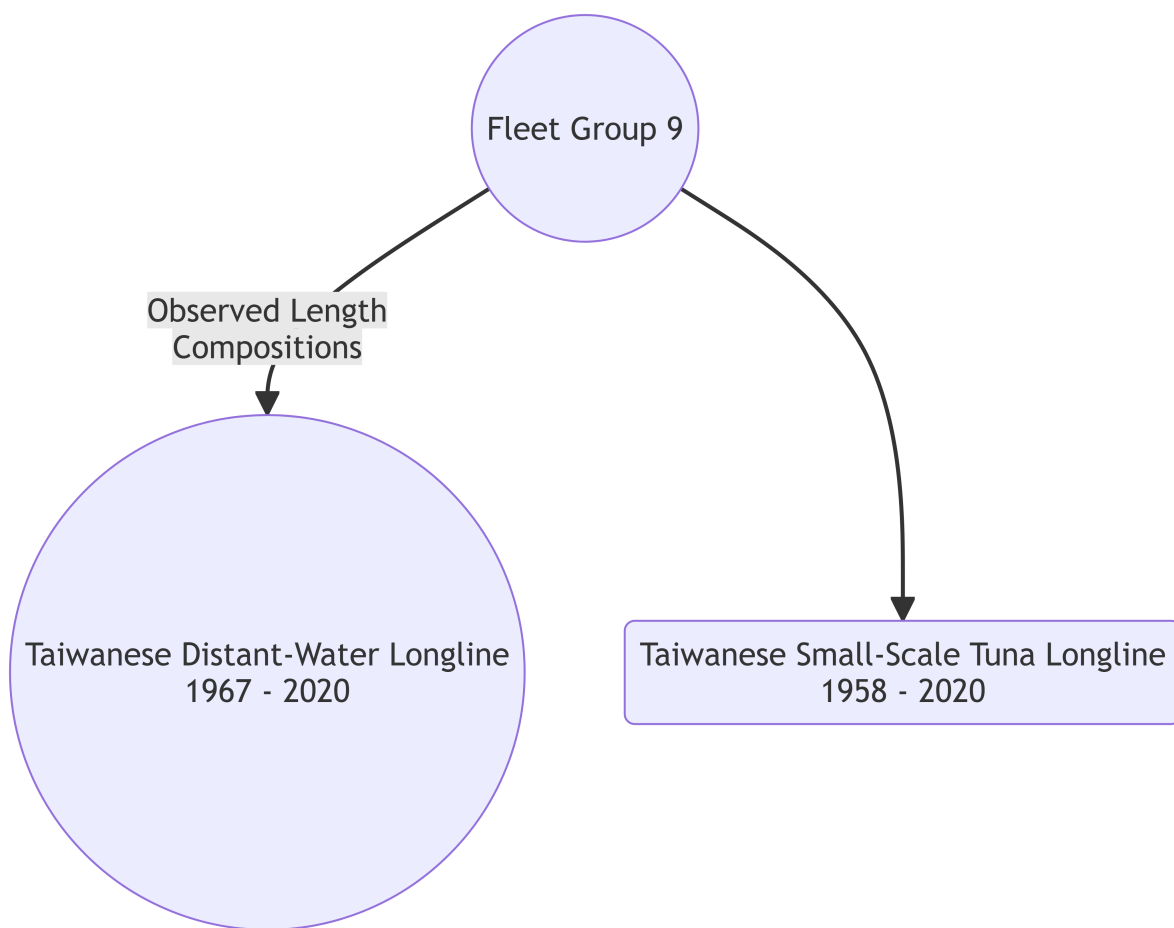 Fleet Group 9
Observed Length
Compositions
Taiwanese Distant-Water Longline
1967 - 2020
Taiwanese Small-Scale Tuna Longline
1958 - 2020